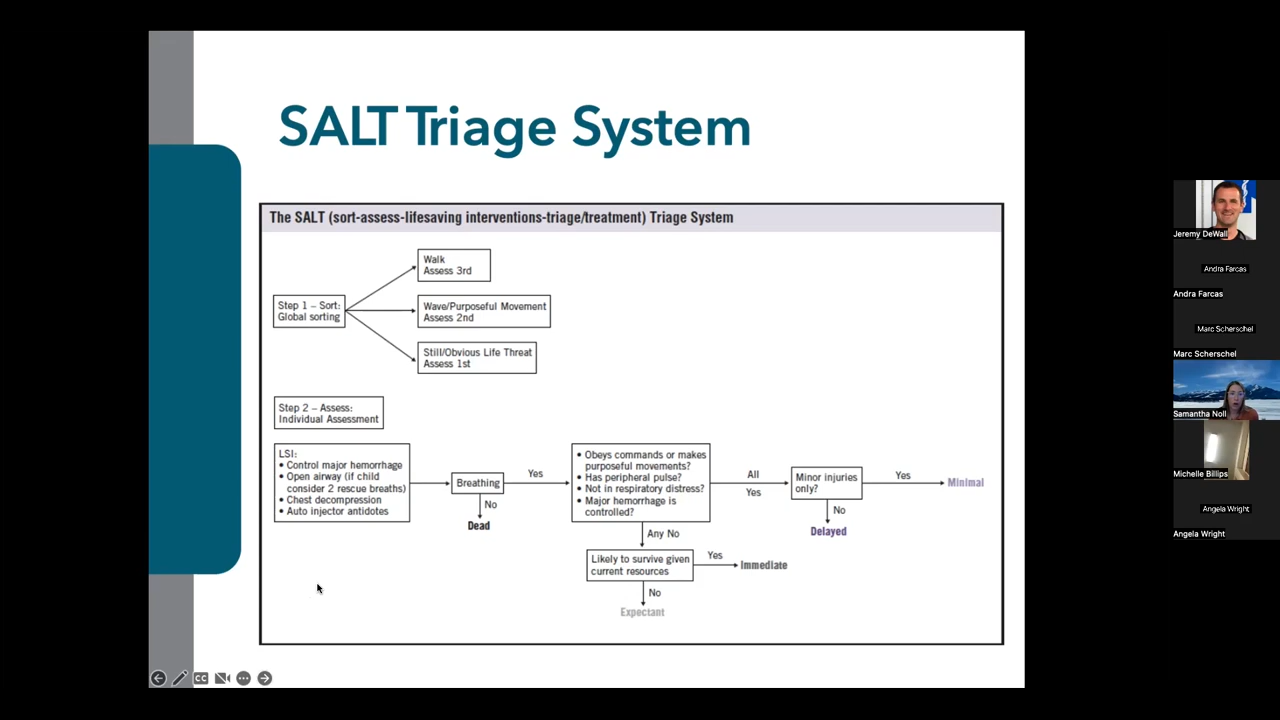 SALT Triage System
The SALT (sort-assess-lifesaving interventions-triage/treatment) Triage System
Step 1 – Sort:
Global sorting
Walk
Assess 3rd
Wave/Purposeful Movement
Assess 2nd
Still/Obvious Life Threat
Assess 1st
Step 2 – Assess:
Individual Assessment
LSI:
• Control major hemorrhage
• Open airway (if child
consider 2 rescue breaths)
• Chest decompression
• Auto injector antidotes
Breathing
Yes
No
Dead
• Obeys commands or makes
purposeful movements?
• Has peripheral pulse?
• Not in respiratory distress?
• Major hemorrhage is
controlled?
All
Yes
Minor injuries
only?
Yes
Minimal
No
Delayed
Any No
Likely to survive given
current resources
Yes
Immediate
No
Expectant
CC
Jeremy DeWall
Andra Farcas
Andra Farcas
Marc Scherschel
Marc Scherschel
Samantha Noll
Michelle Billips
Angela Wright
Angela Wright